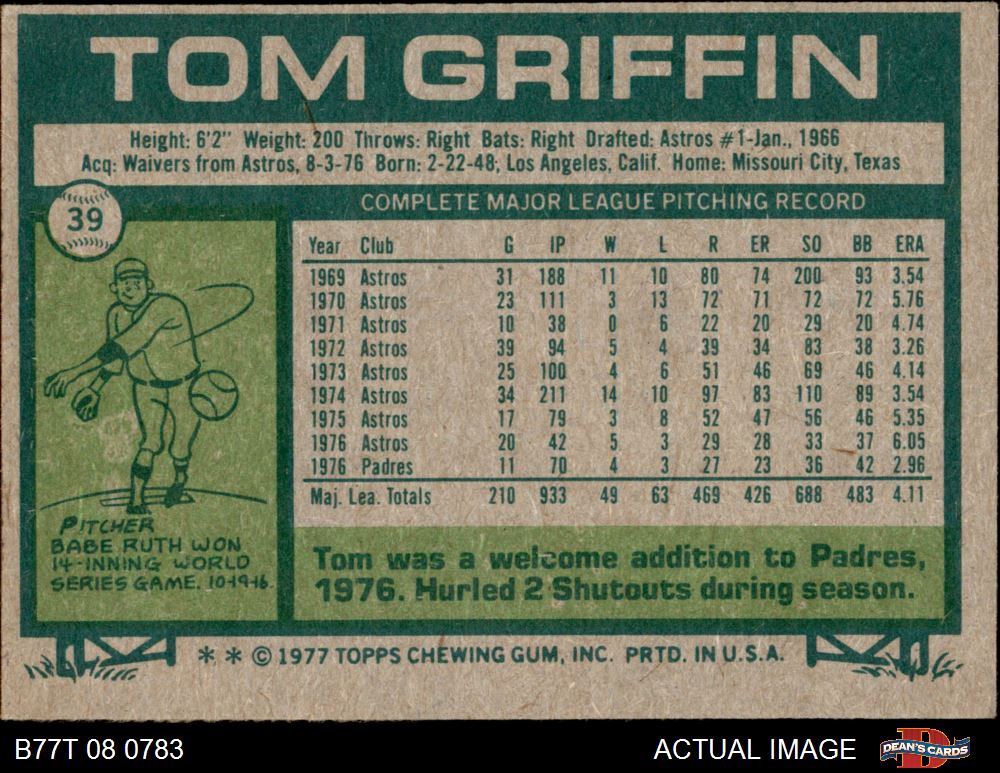 TOM GRIFFIN
Height: 6'2" Weight: 200 Throws: Right Bats: Right Drafted: Astros #1-Jan., 1966
Acq: Waivers from Astros, 8-3-76 Born: 2-22-48, Los Angeles, Calif. Home: Missouri City, Texas
39
COMPLETE MAJOR LEAGUE PITCHING RECORD
Year Club G IP W L R ER SO BB ERA
1969 Astros 31 188 11 10 80 74 200 93 3.54
1970 Astros 23 111 3 13 72 71 72 72 5.76
1971 Astros 10 38 0 6 22 20 29 20 4.74
1972 Astros 39 94 5 4 39 34 83 38 3.26
1973 Astros 25 100 4 6 51 46 69 46 4.14
1974 Astros 34 211 14 10 97 83 110 89 3.54
1975 Astros 17 79 3 8 52 47 56 46 5.35
1976 Astros 20 42 5 3 29 28 33 37 6.05
1976 Padres 11 70 4 3 27 23 36 42 2.96
Maj. Lea. Totals 210 933 49 63 469 426 688 483 4.11
PITCHER
BABE RUTH WON
14-INNING WORLD
SERIES GAME. 10-19-16.
Tom was a welcome addition to Padres,
1976. Hurled 2 Shutouts during season.
* * © 1977 TOPPS CHEWING GUM, INC. PRTD. IN U.S.A.
B77T 08 0783
ACTUAL IMAGE
DEAN'S CARDS